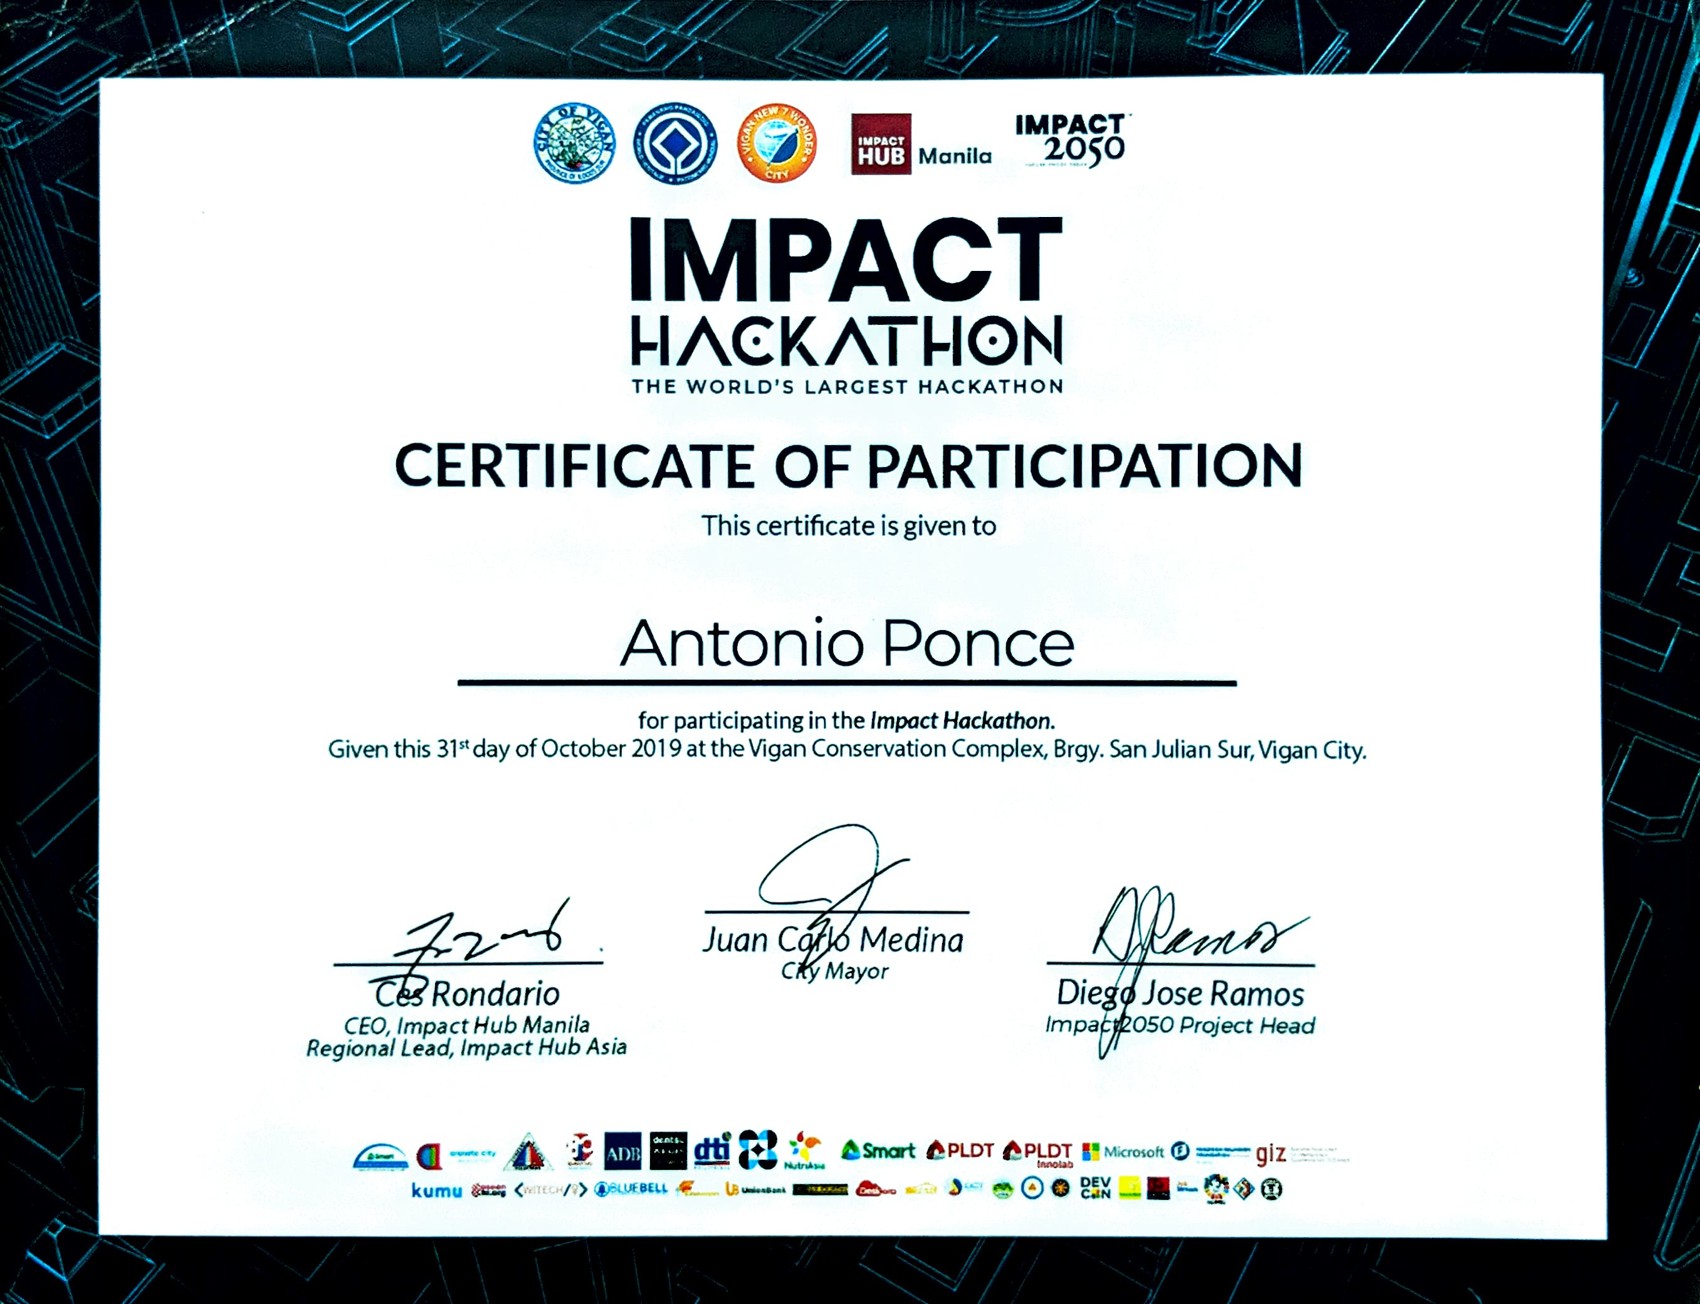 CITY OF VIGAN
VIGAN NEW 7 WONDER
CITY
IMPACT
HUB Manila
IMPACT
2050
IMPACT
HACKATHON
THE WORLD'S LARGEST HACKATHON
CERTIFICATE OF PARTICIPATION
This certificate is given to
Antonio Ponce
for participating in the Impact Hackathon.
Given this 31st day of October 2019 at the Vigan Conservation Complex, Brgy. San Julian Sur, Vigan City.
Juan Carlo Medina
City Mayor
Ces Rondario
CEO, Impact Hub Manila
Regional Lead, Impact Hub Asia
Diego Jose Ramos
Impact2050 Project Head
ADB dti NutriAsia Smart PLDT PLDT Innolab Microsoft giz
kumu <WITECH/> BLUEBELL UnionBank DEVCON